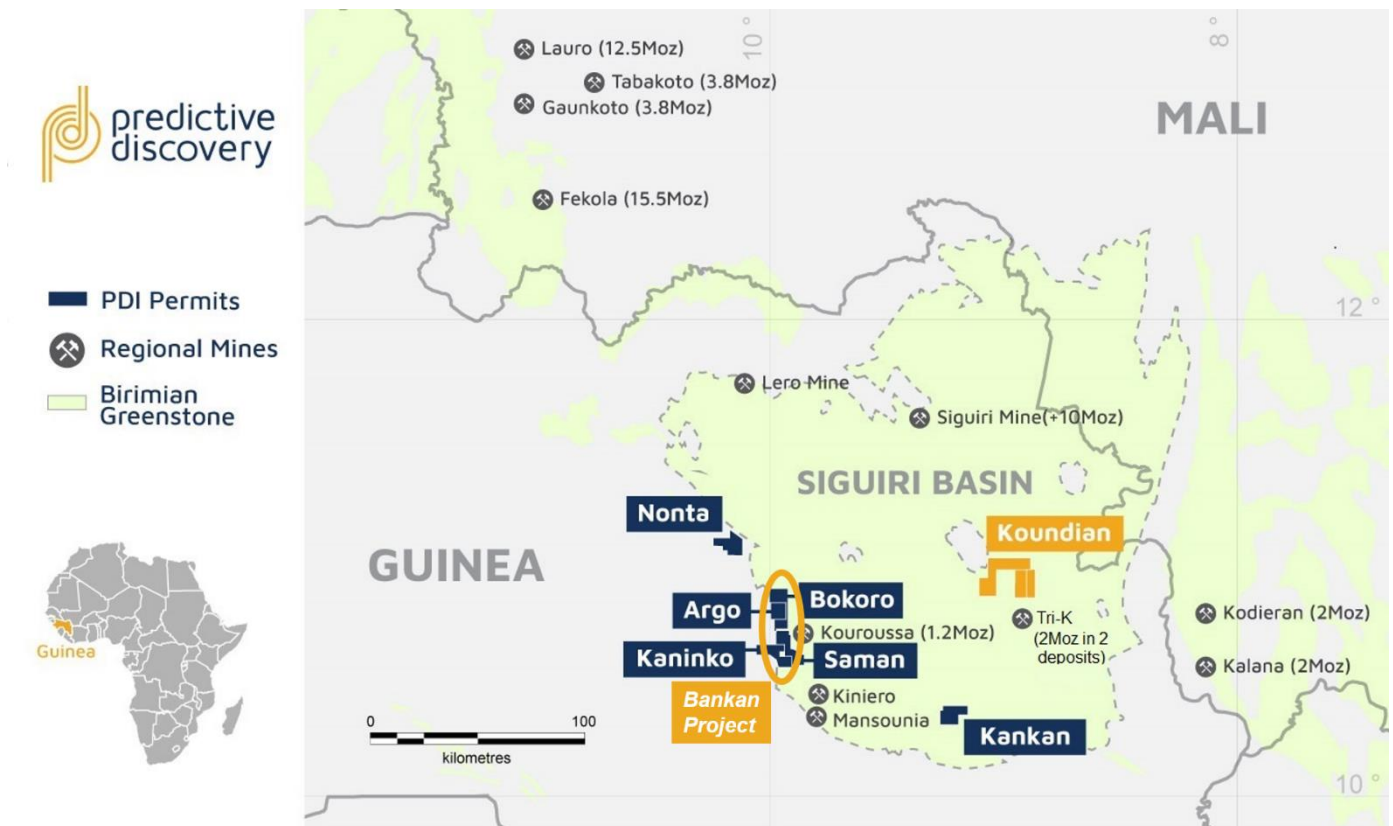 predictive
discovery
PDI Permits
Regional Mines
Birimian
Greenstone
Guinea
10 °
8 °
Lauro (12.5Moz)
Tabakoto (3.8Moz)
Gaunkoto (3.8Moz)
MALI
Fekola (15.5Moz)
12 °
Lero Mine
Siguiri Mine(+10Moz)
SIGUIRI BASIN
Nonta
Koundian
GUINEA
Argo
Bokoro
Kouroussa (1.2Moz)
Tri-K
(2Moz in 2
deposits)
Kodieran (2Moz)
Kaninko
Saman
Kalana (2Moz)
Bankan
Project
Kiniero
Mansounia
Kankan
0
100
kilometres
10 °